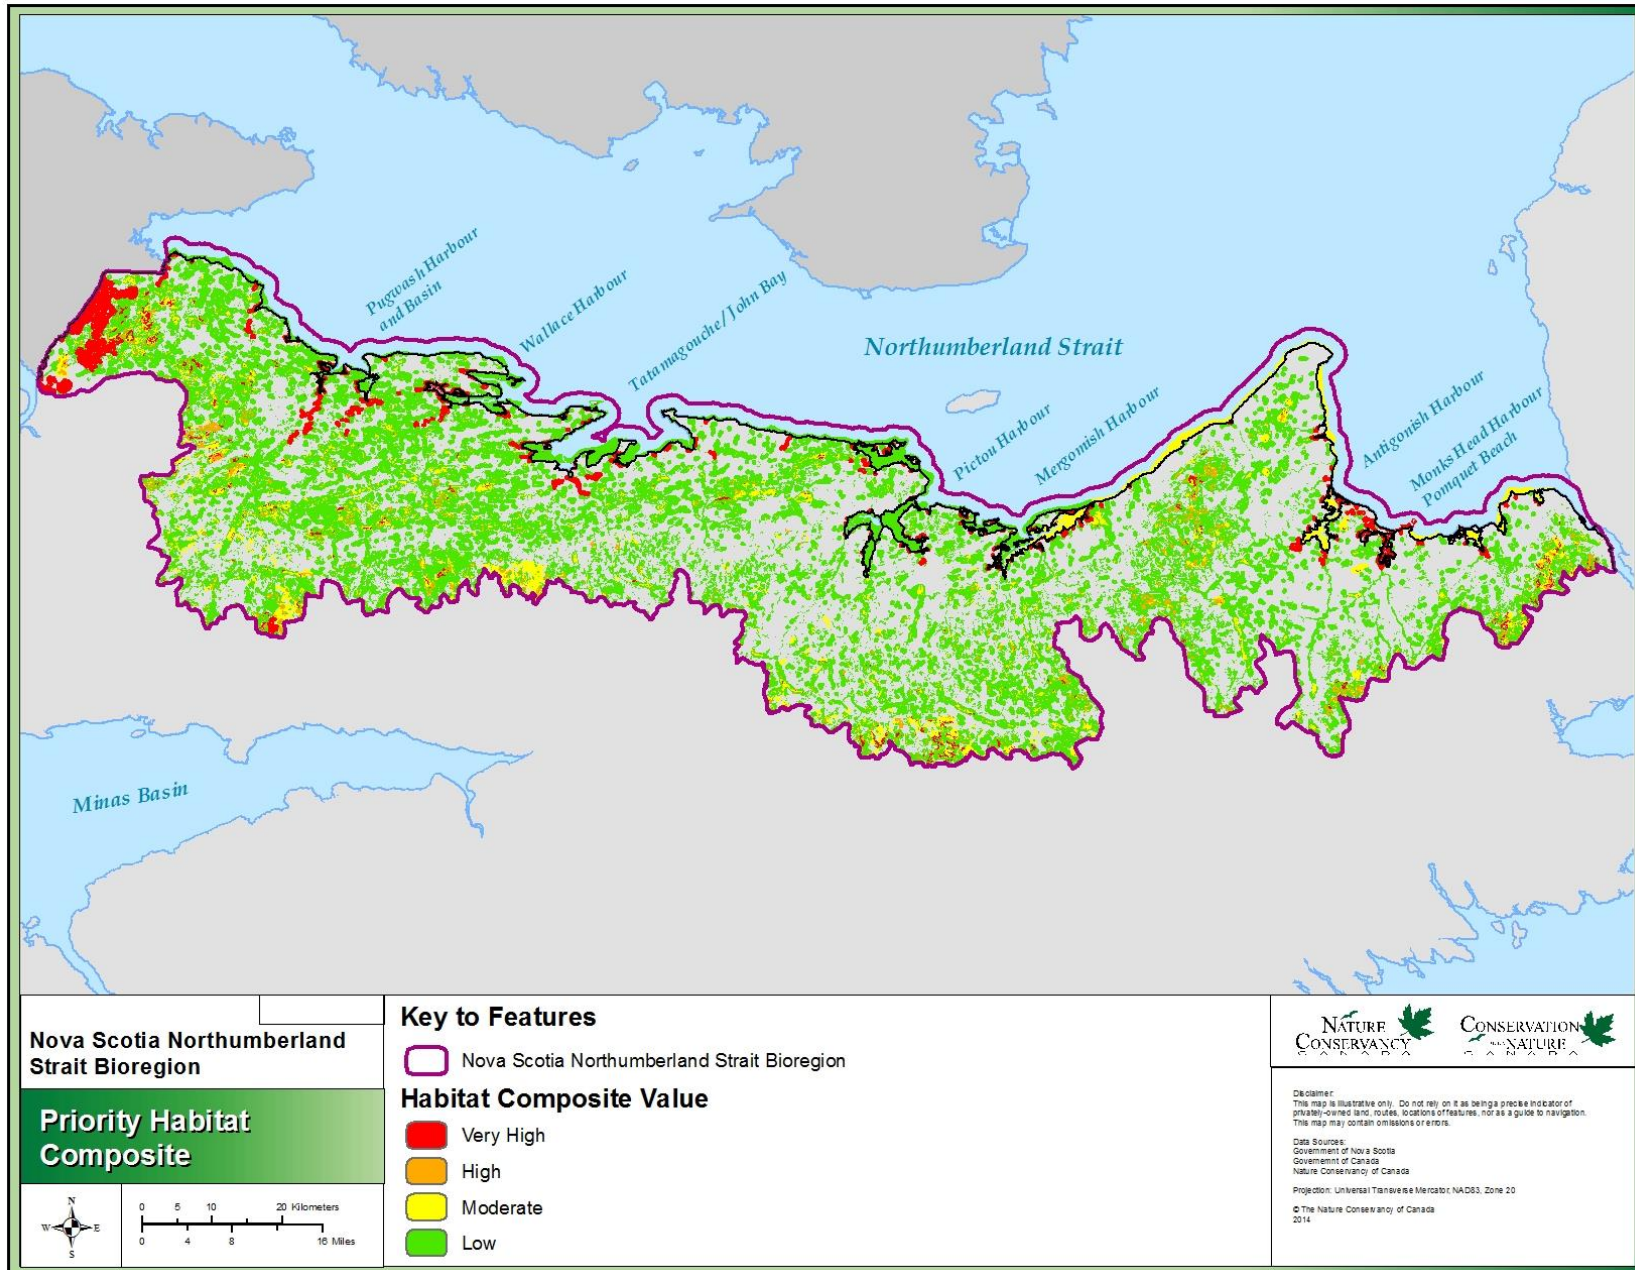 Pugwash Harbour
and Basin
Wallace Harbour
Tatamagouche/John Bay
Northumberland Strait
Pictou Harbour
Mergomish Harbour
Antigonish Harbour
Monks Head Harbour
Pomquet Beach
Minas Basin
Nova Scotia Northumberland
Strait Bioregion
Priority Habitat
Composite
N
W
E
S
0 5 10 20 Kilometers
0 4 8 16 Miles
Key to Features
Nova Scotia Northumberland Strait Bioregion
Habitat Composite Value
Very High
High
Moderate
Low
NATURE
CONSERVANCY
CONSERVATION
NATURE
Disclaimer:
This map is illustrative only. Do not rely on it as being a precise indicator of
privately-owned land, routes, locations of features, nor as a guide to navigation.
This map may contain omissions or errors.
Data Sources:
Government of Nova Scotia
Governemnt of Canada
Nature Conservancy of Canada
Projection: Universal Transverse Mercator, NAD83, Zone 20
© The Nature Conservancy of Canada
2014